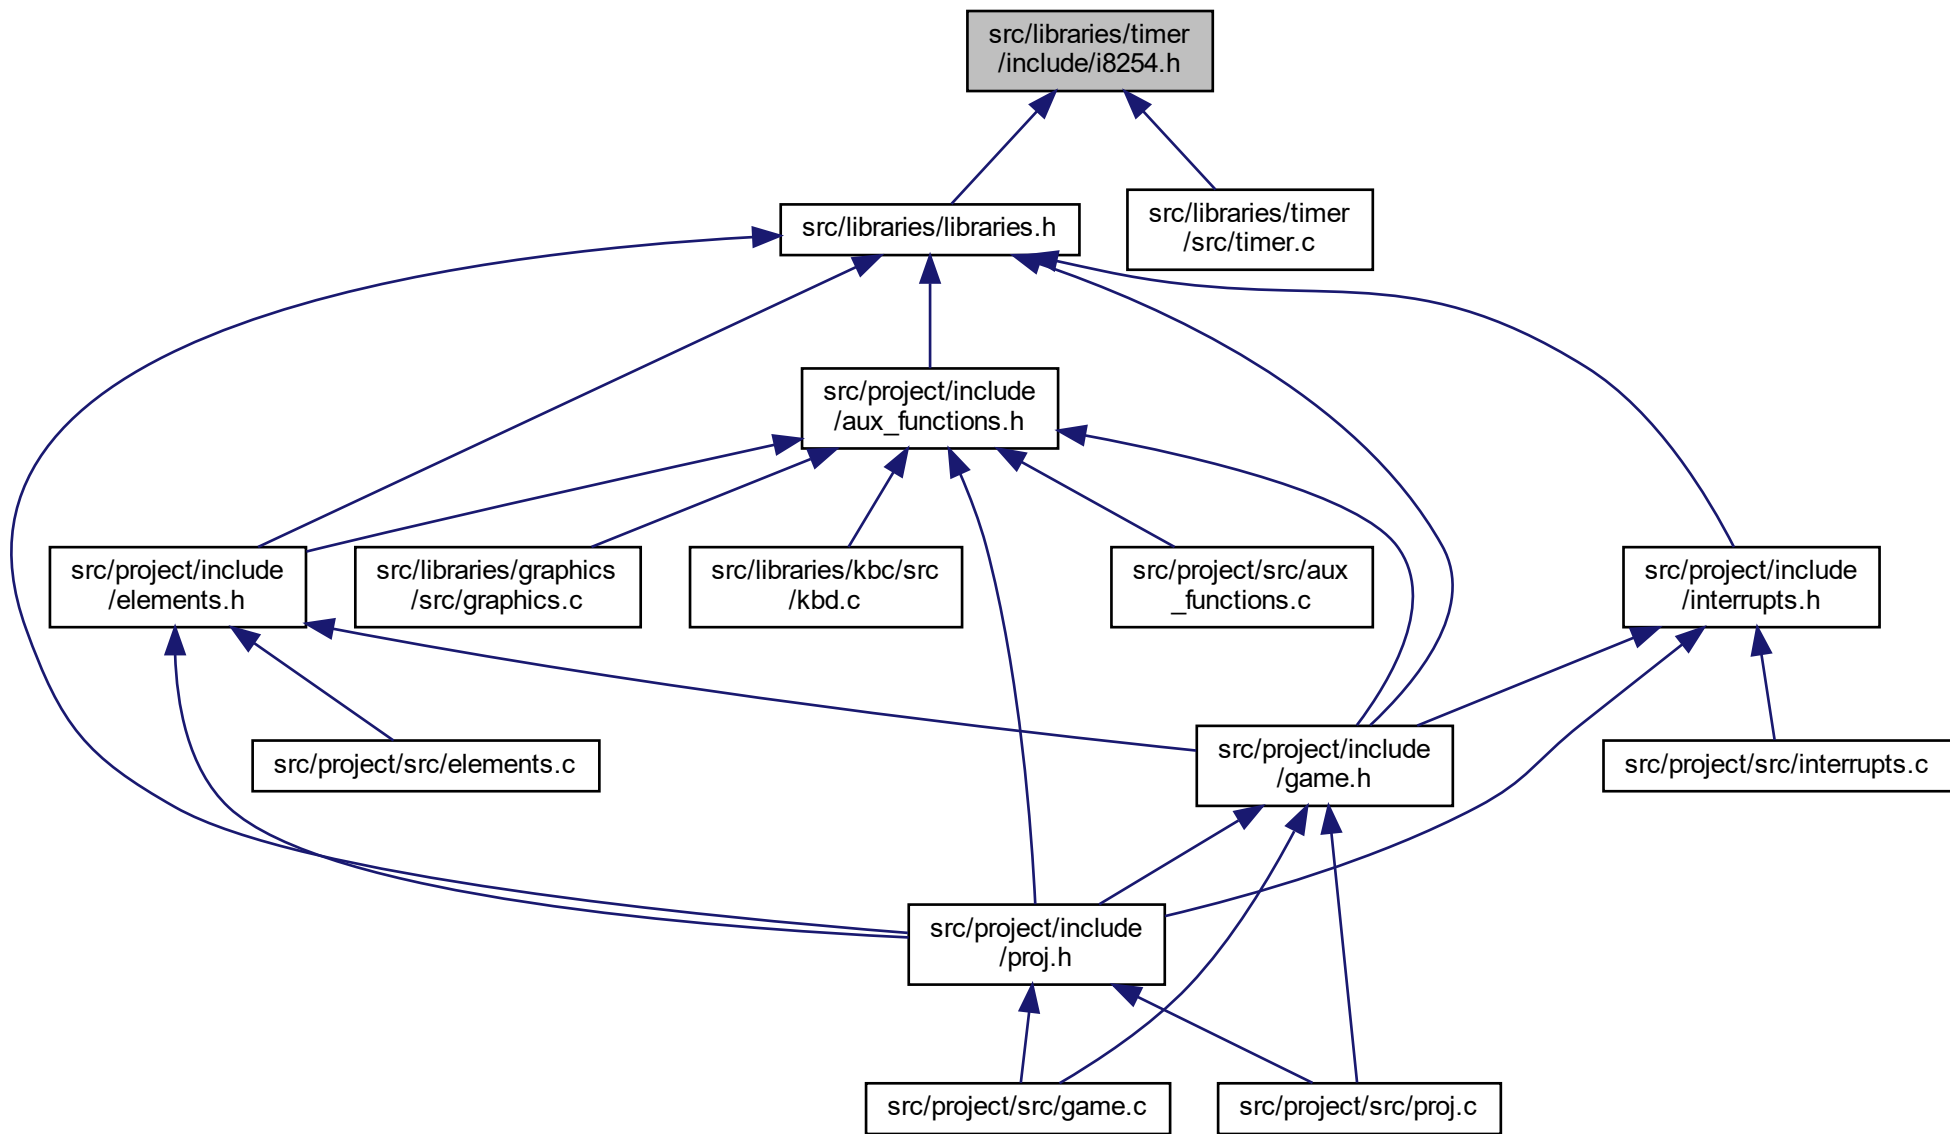 src/libraries/timer
/include/i8254.h
src/libraries/libraries.h
src/libraries/timer
/src/timer.c
src/project/include
/aux_functions.h
src/project/include
/elements.h
src/libraries/graphics
/src/graphics.c
src/libraries/kbc/src
/kbd.c
src/project/src/aux
_functions.c
src/project/include
/interrupts.h
src/project/src/elements.c
src/project/include
/game.h
src/project/src/interrupts.c
src/project/include
/proj.h
src/project/src/game.c
src/project/src/proj.c